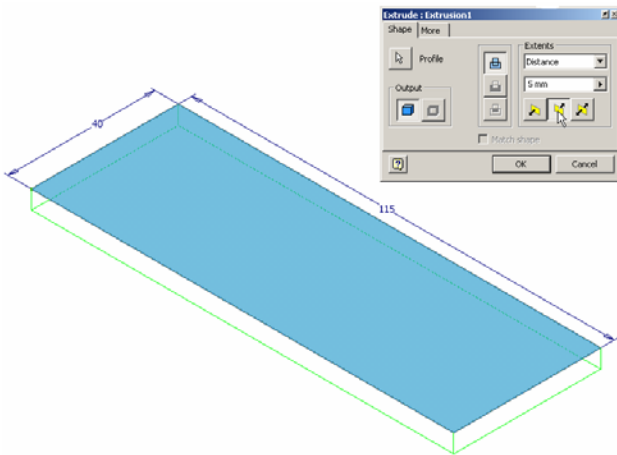 Extrude : Extrusion1
Shape More
Profile
Output
Extents
Distance
5 mm
Match shape
OK Cancel
40
115